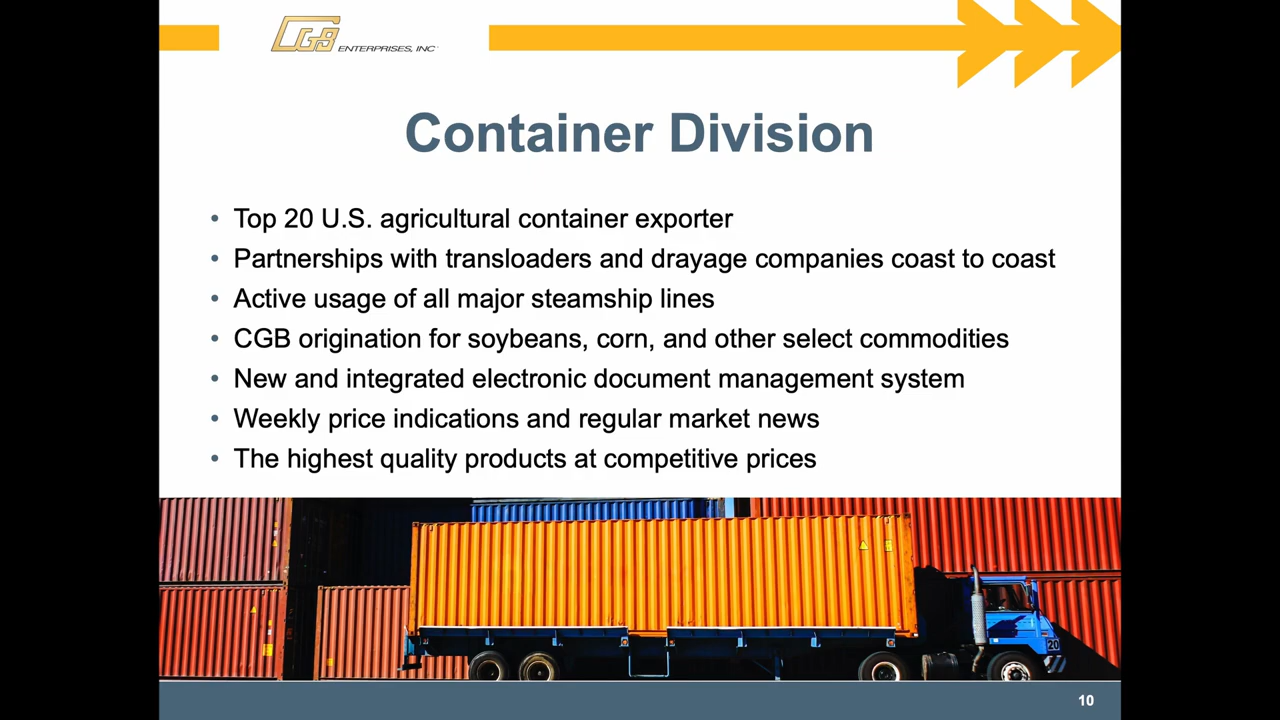 CGB ENTERPRISES, INC
Container Division
• Top 20 U.S. agricultural container exporter
• Partnerships with transloaders and drayage companies coast to coast
• Active usage of all major steamship lines
• CGB origination for soybeans, corn, and other select commodities
• New and integrated electronic document management system
• Weekly price indications and regular market news
• The highest quality products at competitive prices
20
10